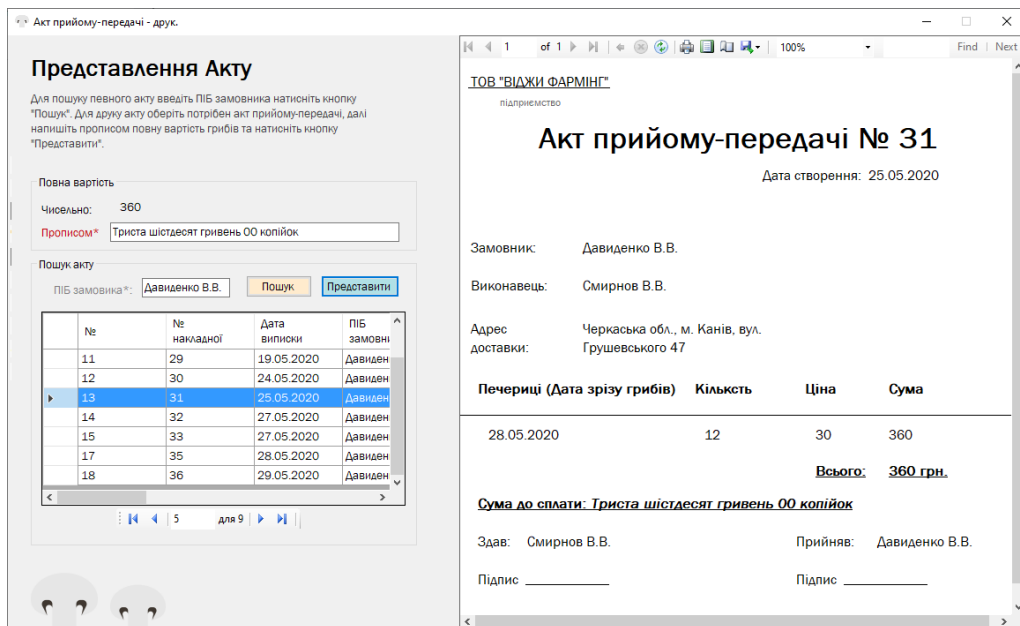 Акт прийому-передачі - друк.
Представлення Акту
Для пошуку певного акту введіть ПІБ замовника натисніть кнопку
"Пошук". Для друку акту оберіть потрібен акт прийому-передачі, далі
напишіть прописом повну вартість грибів та натисніть кнопку
"Представити".
Повна вартість
Чисельно: 360
Прописом* Триста шістдесят гривень 00 копійок
Пошук акту
ПІБ замовика*: Давиденко В.В. Пошук Представити
№ № накладної Дата виписки ПІБ замовни
11 29 19.05.2020 Давиден
12 30 24.05.2020 Давиден
13 31 25.05.2020 Давиден
14 32 27.05.2020 Давиден
15 33 27.05.2020 Давиден
17 35 28.05.2020 Давиден
18 36 29.05.2020 Давиден
5 для 9
1 of 1 100% Find | Next
ТОВ "ВІДЖИ ФАРМІНГ"
підприємство
Акт прийому-передачі № 31
Дата створення: 25.05.2020
Замовник: Давиденко В.В.
Виконавець: Смирнов В.В.
Адрес доставки: Черкаська обл., м. Канів, вул.
Грушевського 47
Печериці (Дата зрізу грибів) Кільксть Ціна Сума
28.05.2020 12 30 360
Всього: 360 грн.
Сума до сплати: Триста шістдесят гривень 00 копійок
Здав: Смирнов В.В. Прийняв: Давиденко В.В.
Підпис Підпис